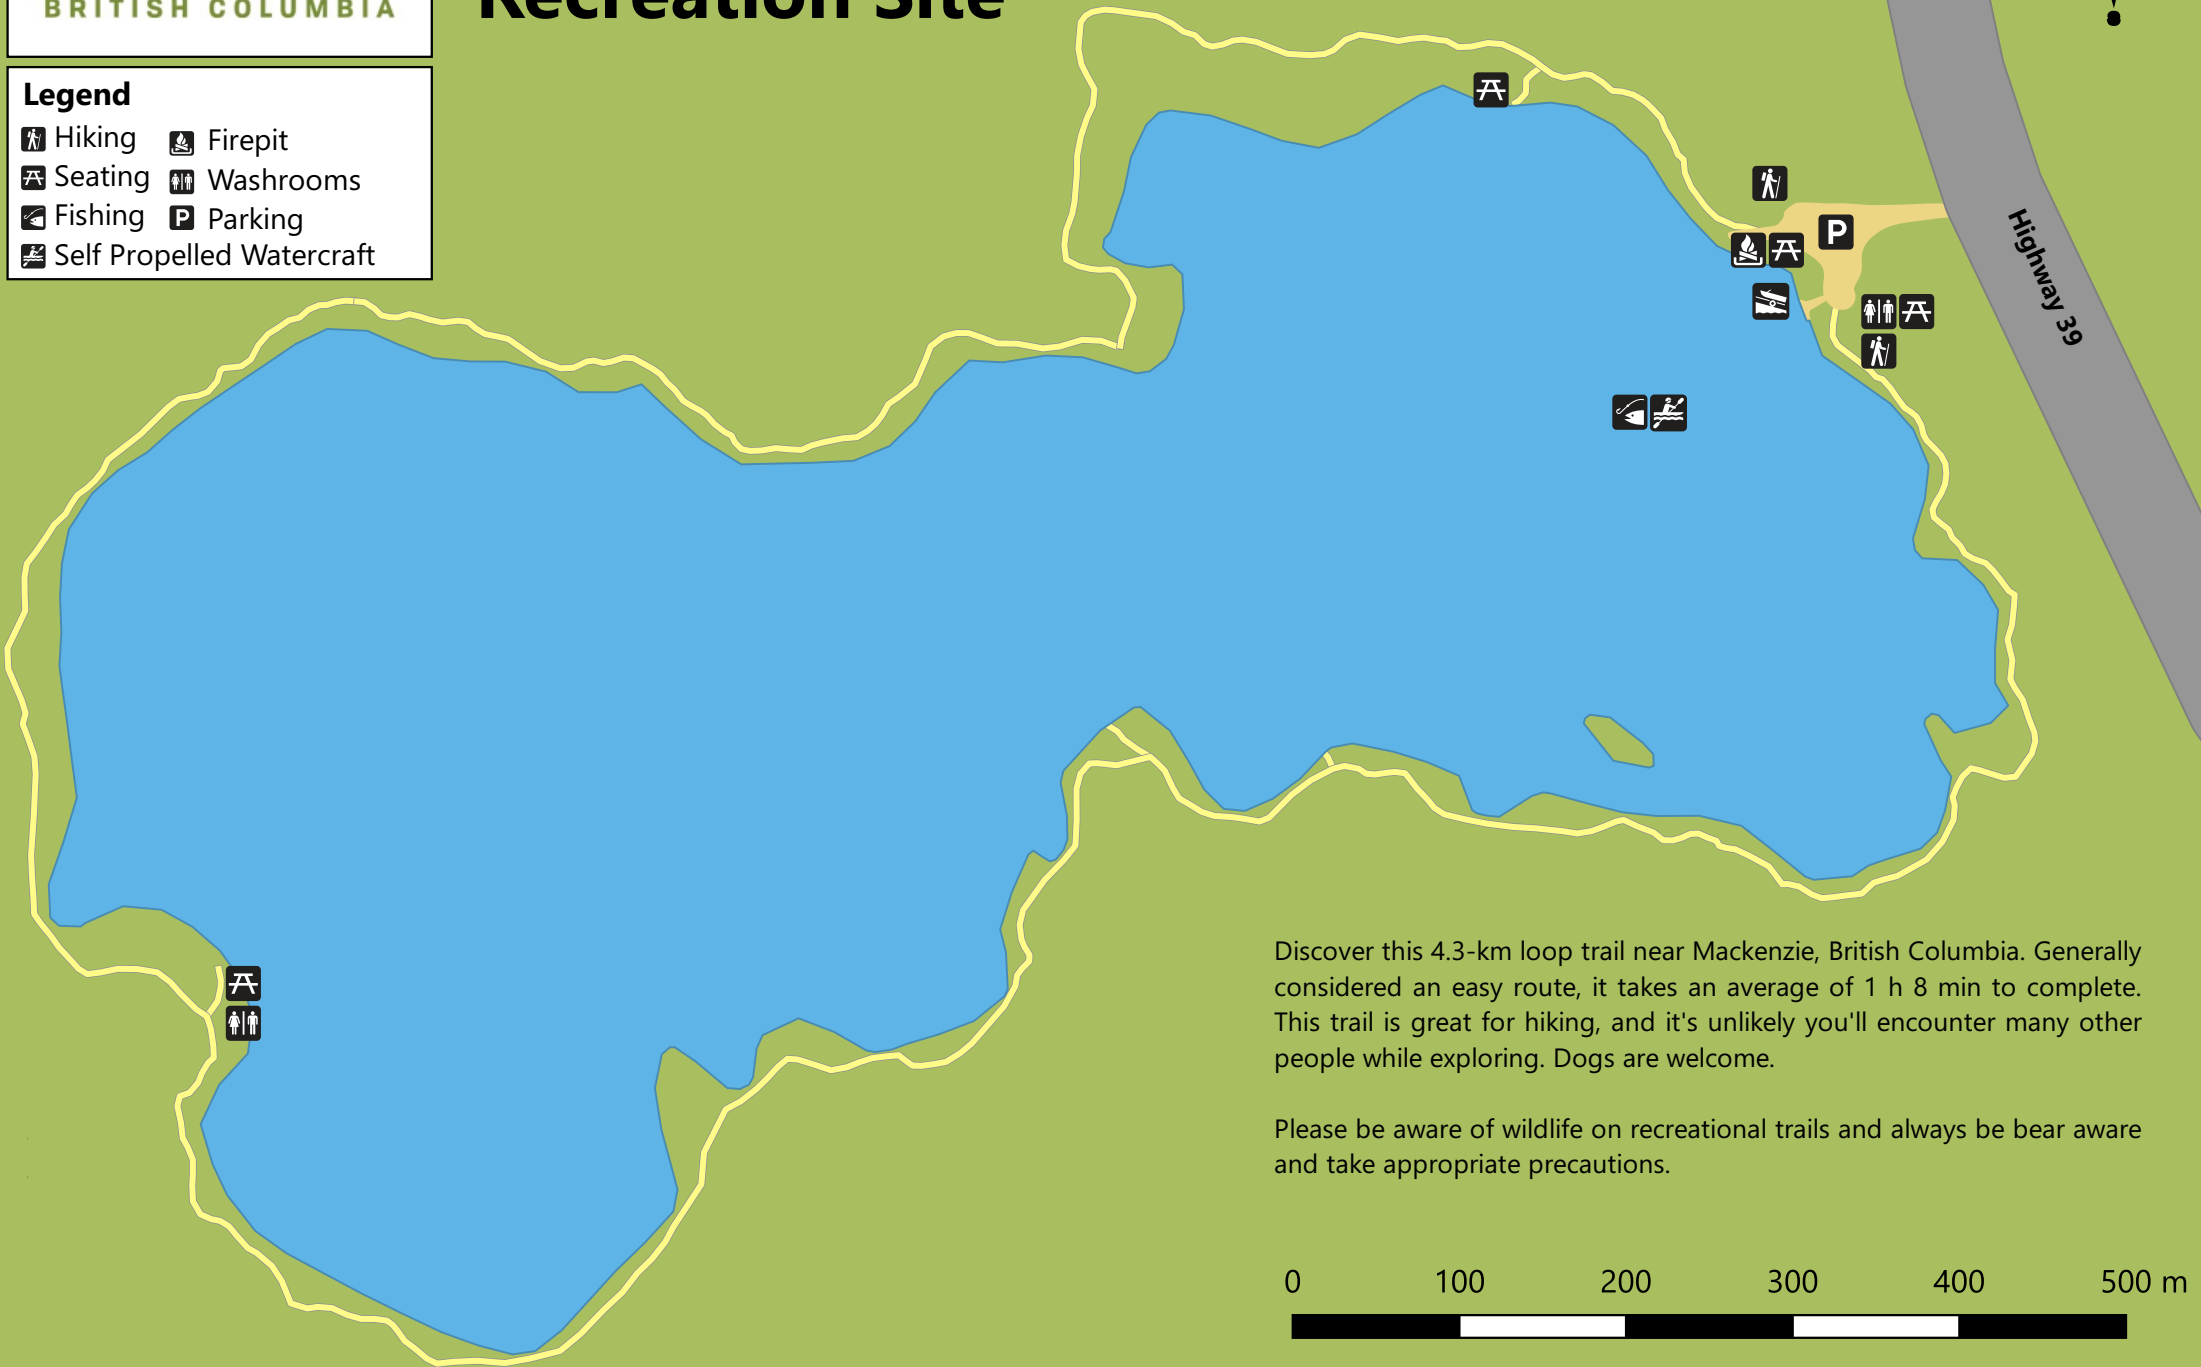 BRITISH COLUMBIA
Recreation Site
Legend
Hiking
Firepit
Seating
Washrooms
Fishing
P Parking
Self Propelled Watercraft
P
Highway 39
Discover this 4.3-km loop trail near Mackenzie, British Columbia. Generally
considered an easy route, it takes an average of 1 h 8 min to complete.
This trail is great for hiking, and it's unlikely you'll encounter many other
people while exploring. Dogs are welcome.
Please be aware of wildlife on recreational trails and always be bear aware
and take appropriate precautions.
0 100 200 300 400 500 m